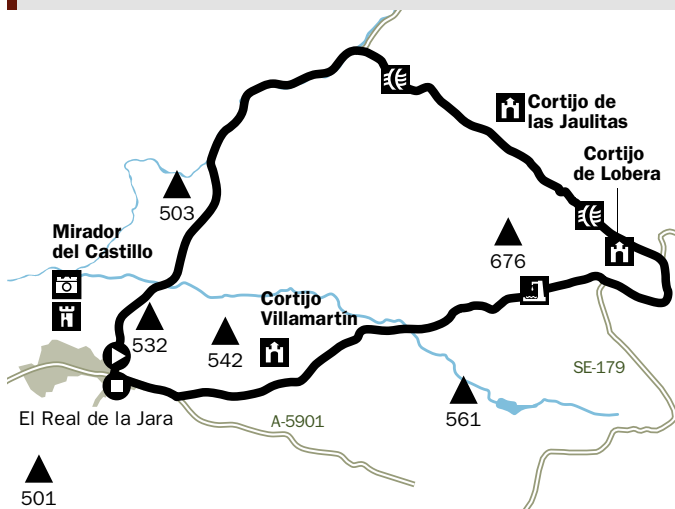 Cortijo de
las Jaulitas
Cortijo
de Lobera
503
Mirador
del Castillo
676
Cortijo
Villamartín
532
542
SE-179
561
El Real de la Jara
A-5901
501